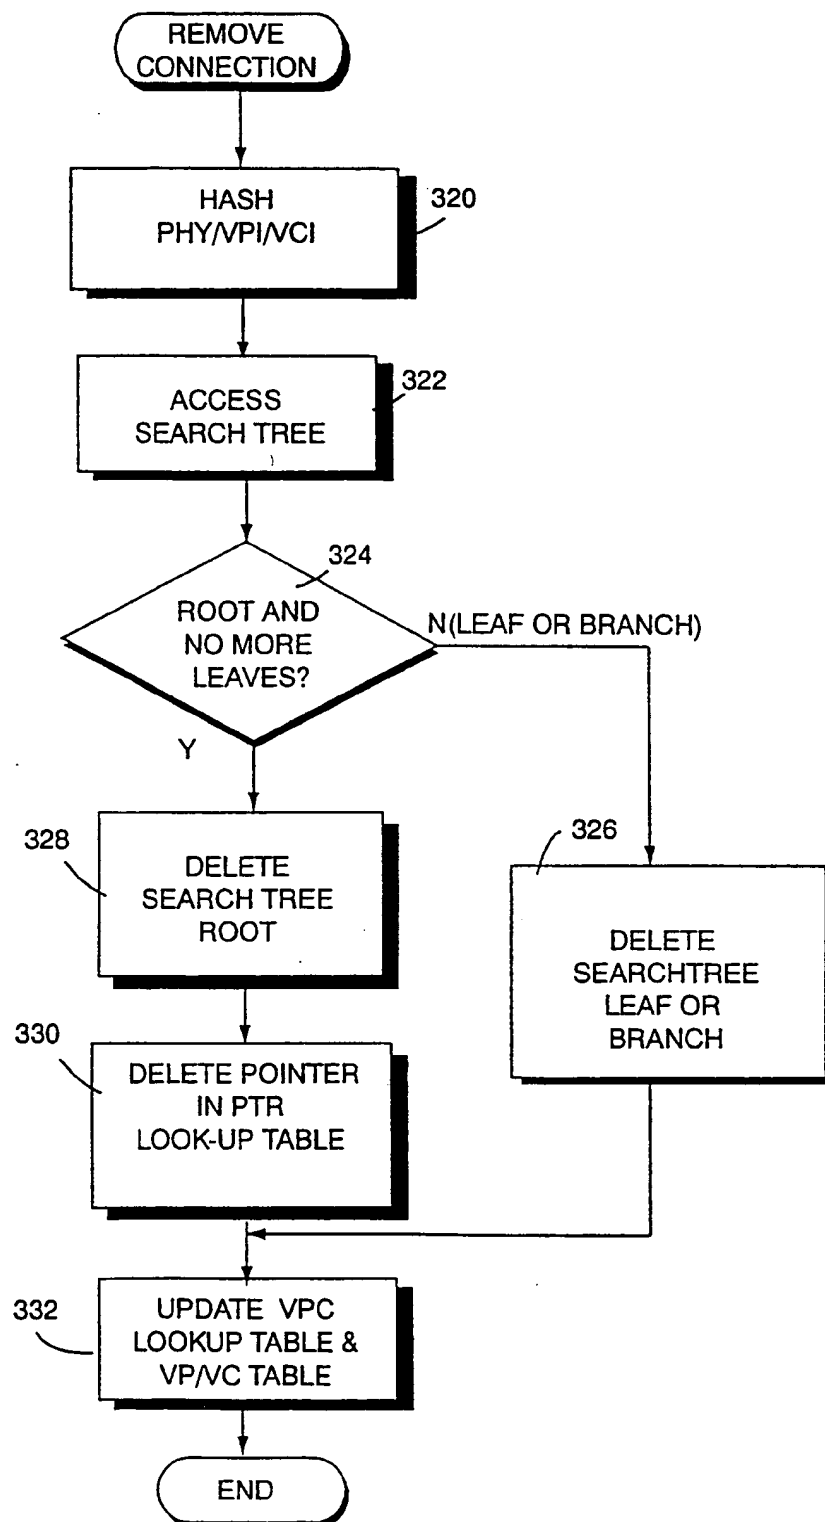 REMOVE
CONNECTION
HASH
PHY/VPI/VCI
320
ACCESS
SEARCH TREE
322
324
ROOT AND
NO MORE
LEAVES?
N(LEAF OR BRANCH)
Y
328
DELETE
SEARCH TREE
ROOT
326
DELETE
SEARCHTREE
LEAF OR
BRANCH
330
DELETE POINTER
IN PTR
LOOK-UP TABLE
332
UPDATE VPC
LOOKUP TABLE &
VP/VC TABLE
END